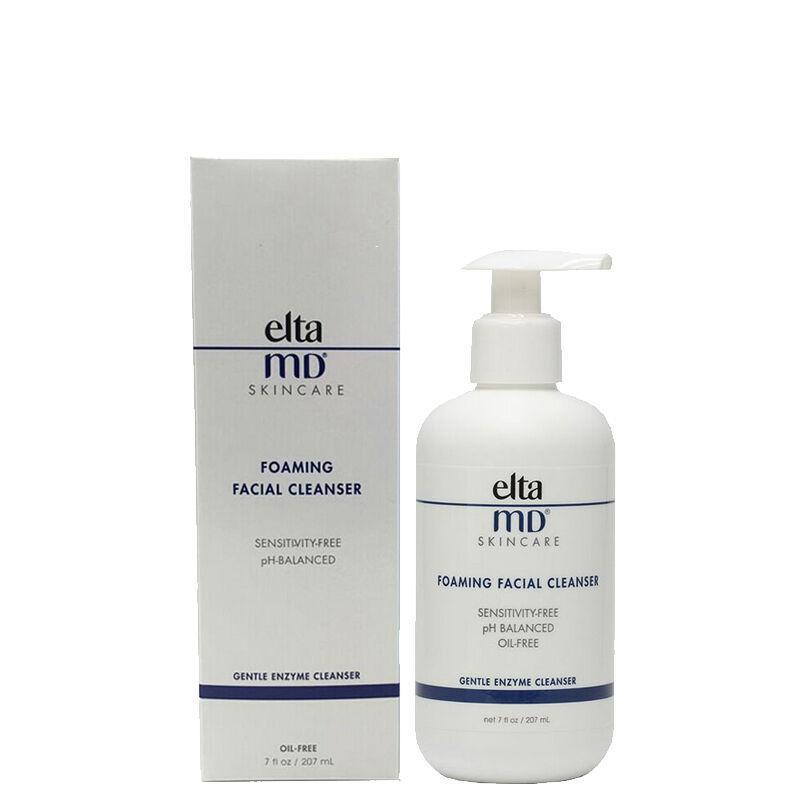 elta
MD®
SKINCARE
FOAMING
FACIAL CLEANSER
SENSITIVITY-FREE
pH-BALANCED
GENTLE ENZYME CLEANSER
OIL-FREE
7 fl oz / 207 mL
elta
MD®
SKINCARE
FOAMING FACIAL CLEANSER
SENSITIVITY-FREE
pH BALANCED
OIL-FREE
GENTLE ENZYME CLEANSER
net 7 fl oz / 207 mL